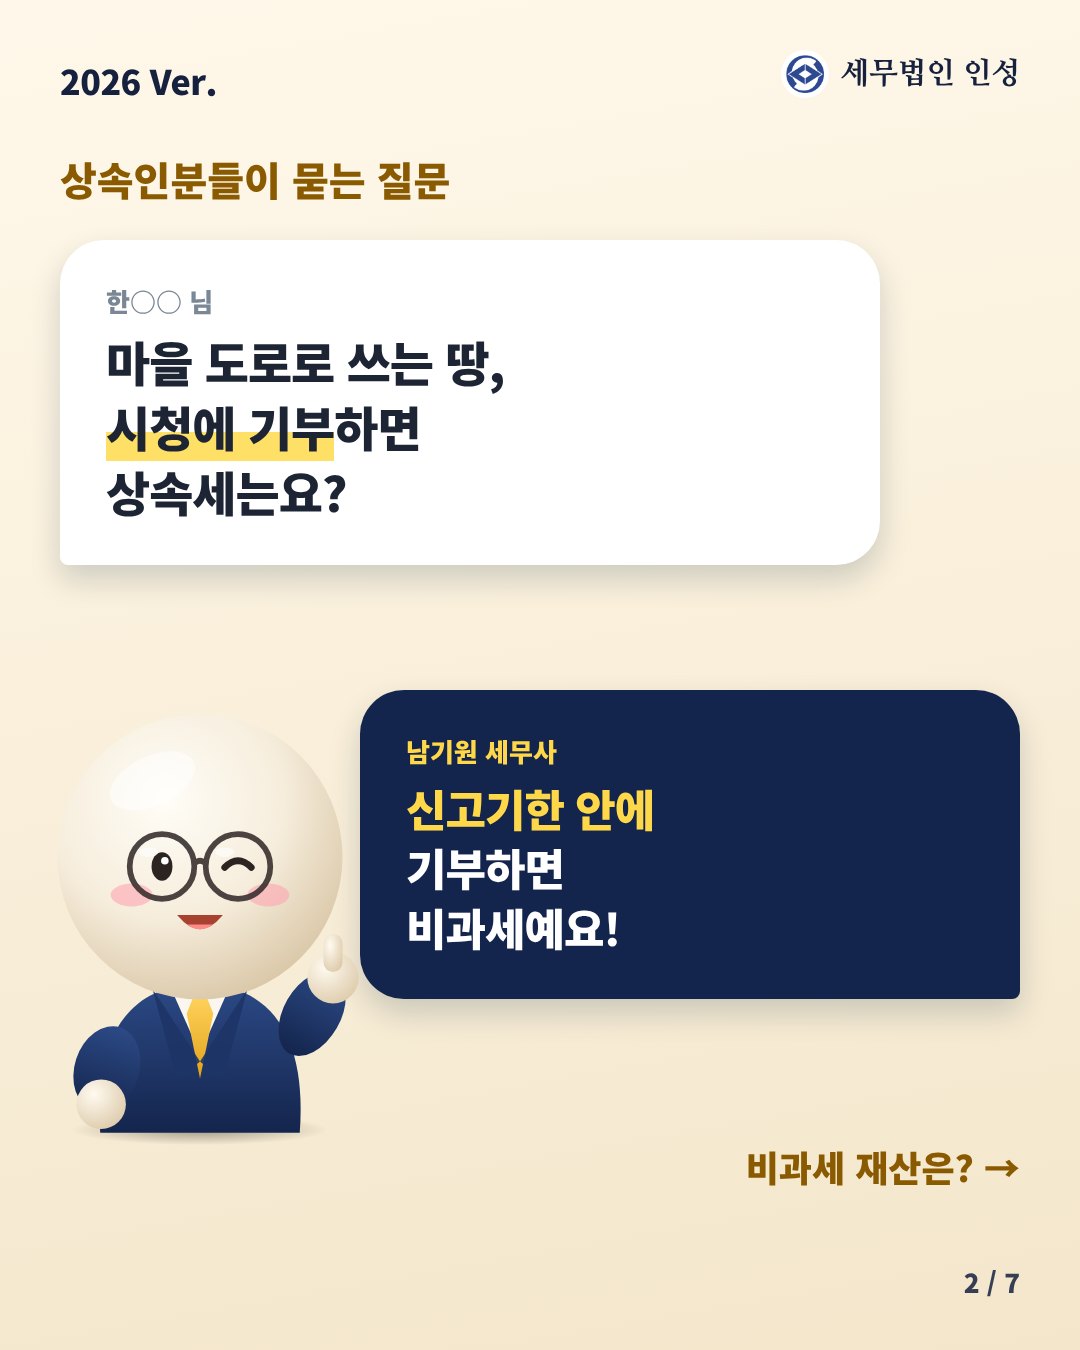 2026 Ver.
세무법인 인성
상속인분들이 묻는 질문
한○○ 님
마을 도로로 쓰는 땅,
시청에 기부하면
상속세는요?
남기원 세무사
신고기한 안에
기부하면
비과세예요!
비과세 재산은? →
2 / 7